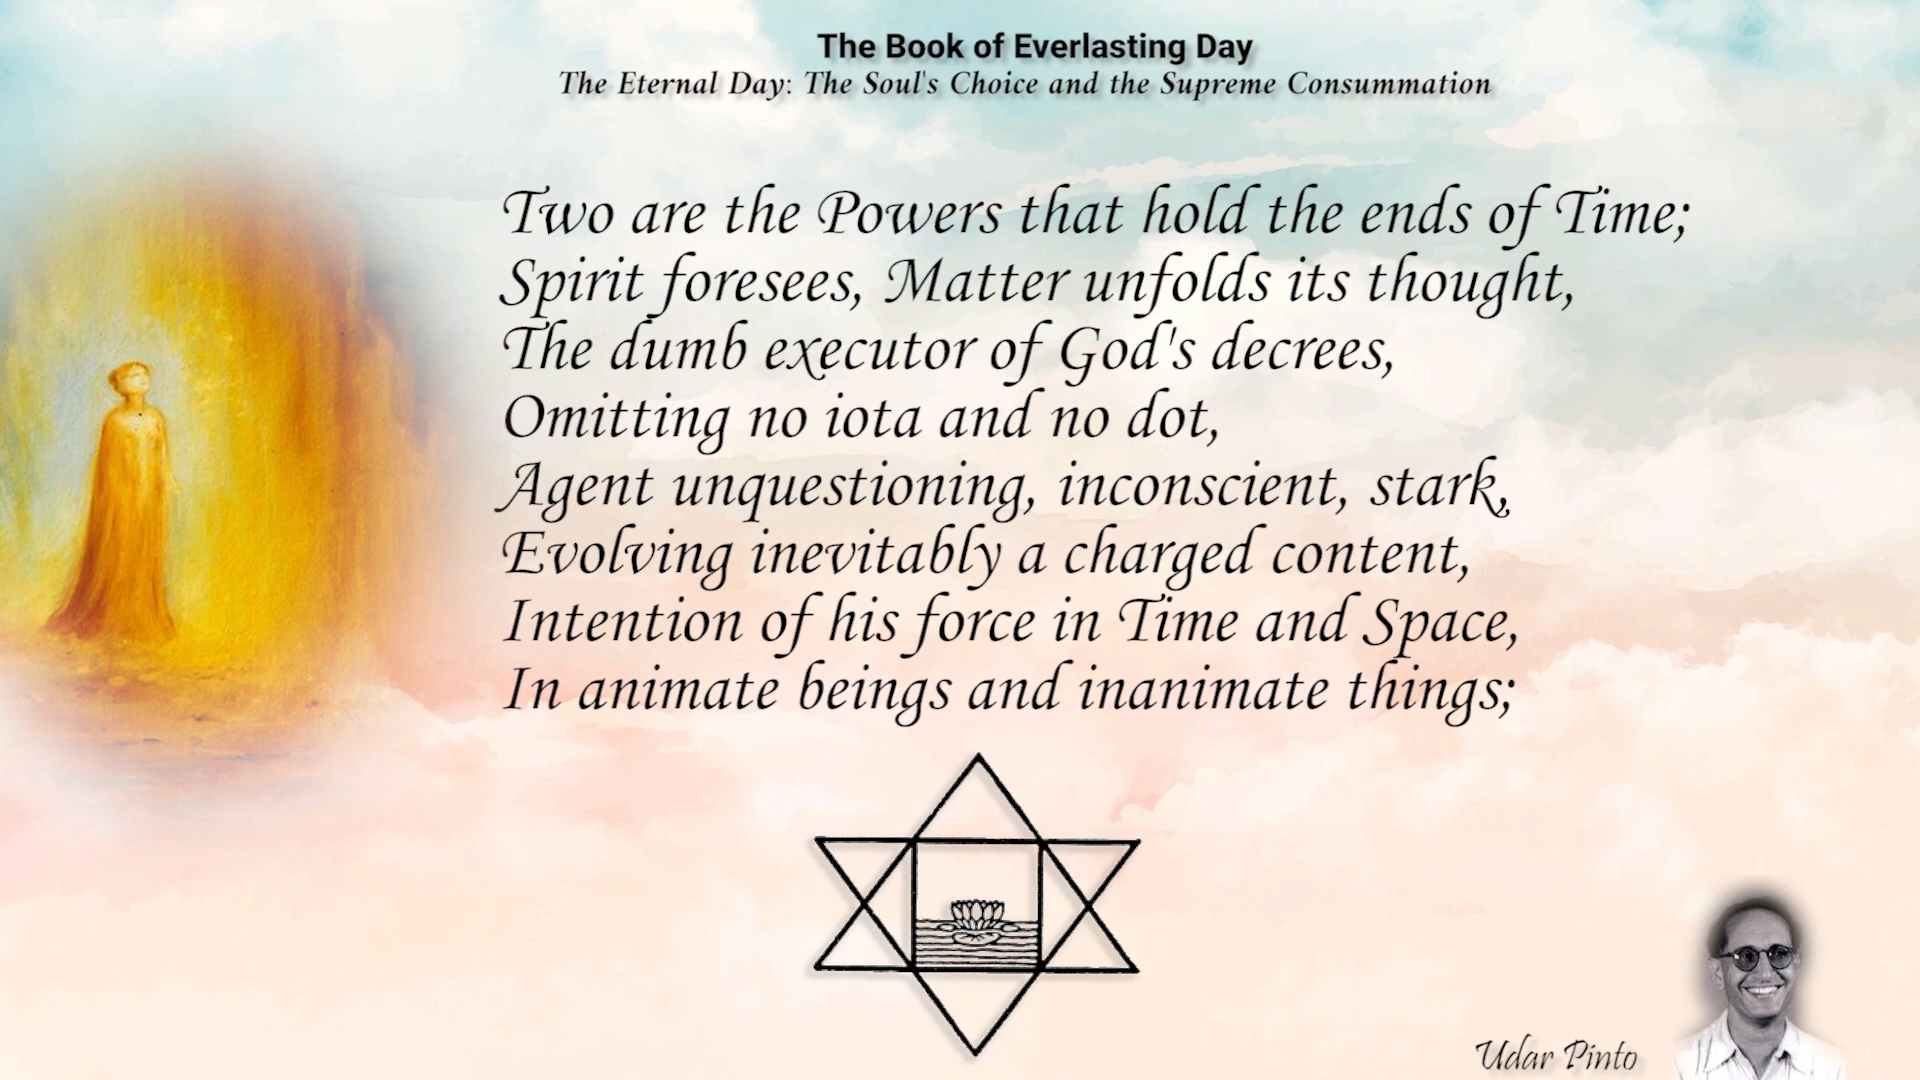 The Book of Everlasting Day
The Eternal Day: The Soul's Choice and the Supreme Consummation
Two are the Powers that hold the ends of Time;
Spirit foresees, Matter unfolds its thought,
The dumb executor of God's decrees,
Omitting no iota and no dot,
Agent unquestioning, inconscient, stark,
Evolving inevitably a charged content,
Intention of his force in Time and Space,
In animate beings and inanimate things;
Udar Pinto